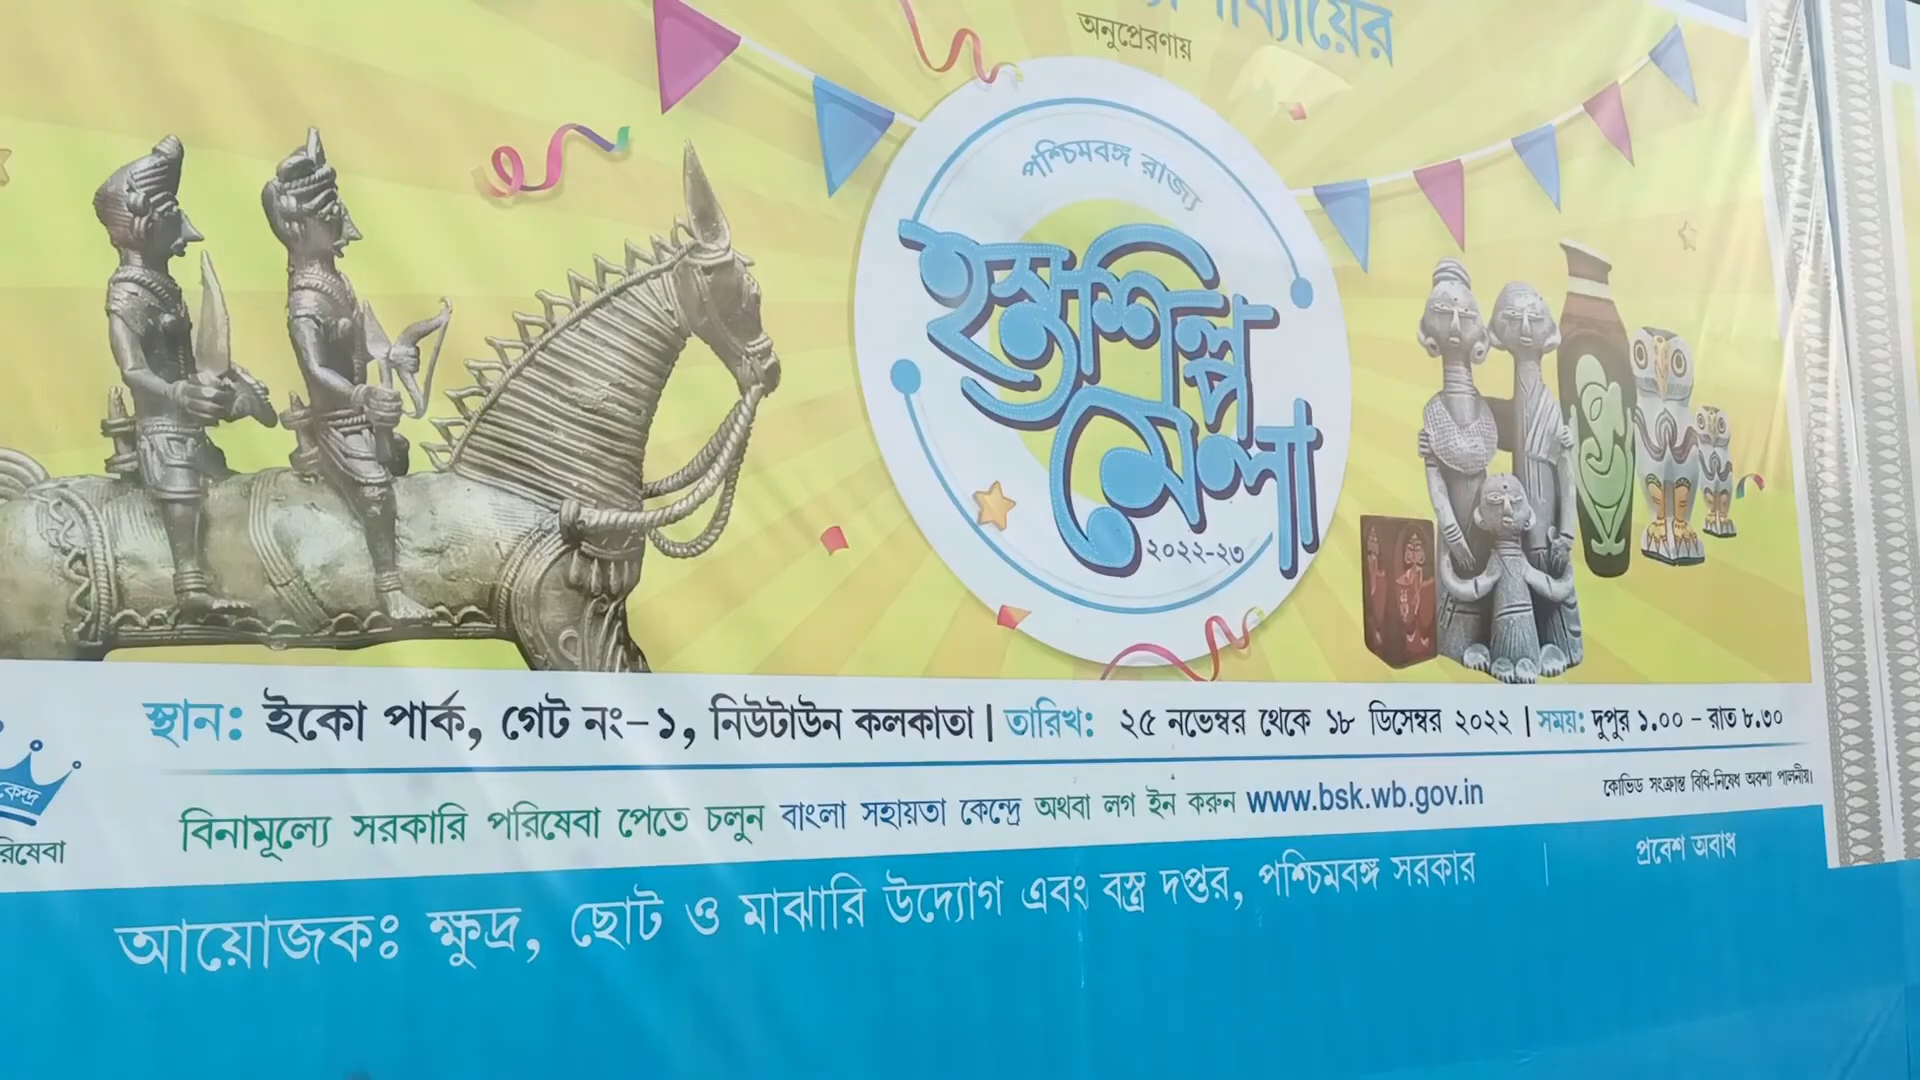 অনুপ্রেরণায়
পশ্চিমবঙ্গ রাজ্য
হস্তশিল্প
মেলা
২০২২-২৩
স্থান: ইকো পার্ক, গেট নং-১, নিউটাউন কলকাতা | তারিখ: ২৫ নভেম্বর থেকে ১৮ ডিসেম্বর ২০২২ | সময়: দুপুর ১.০০ - রাত ৮.৩০
কেন্দ্র
কোভিড সংক্রান্ত বিধি-নিষেধ অবশ্য পালনীয়।
বিনামূল্যে সরকারি পরিষেবা পেতে চলুন বাংলা সহায়তা কেন্দ্রে অথবা লগ ইন করুন www.bsk.wb.gov.in
প্রবেশ অবাধ
আয়োজকঃ ক্ষুদ্র, ছোট ও মাঝারি উদ্যোগ এবং বস্ত্র দপ্তর, পশ্চিমবঙ্গ সরকার